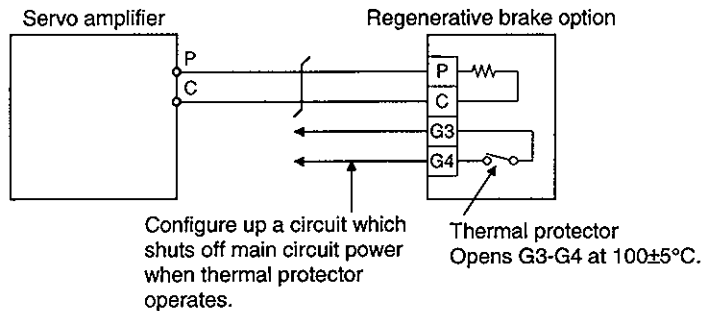 Servo amplifier
Regenerative brake option
P
C
P
C
G3
G4
Configure up a circuit which
shuts off main circuit power
when thermal protector
operates.
Thermal protector
Opens G3-G4 at 100±5°C.